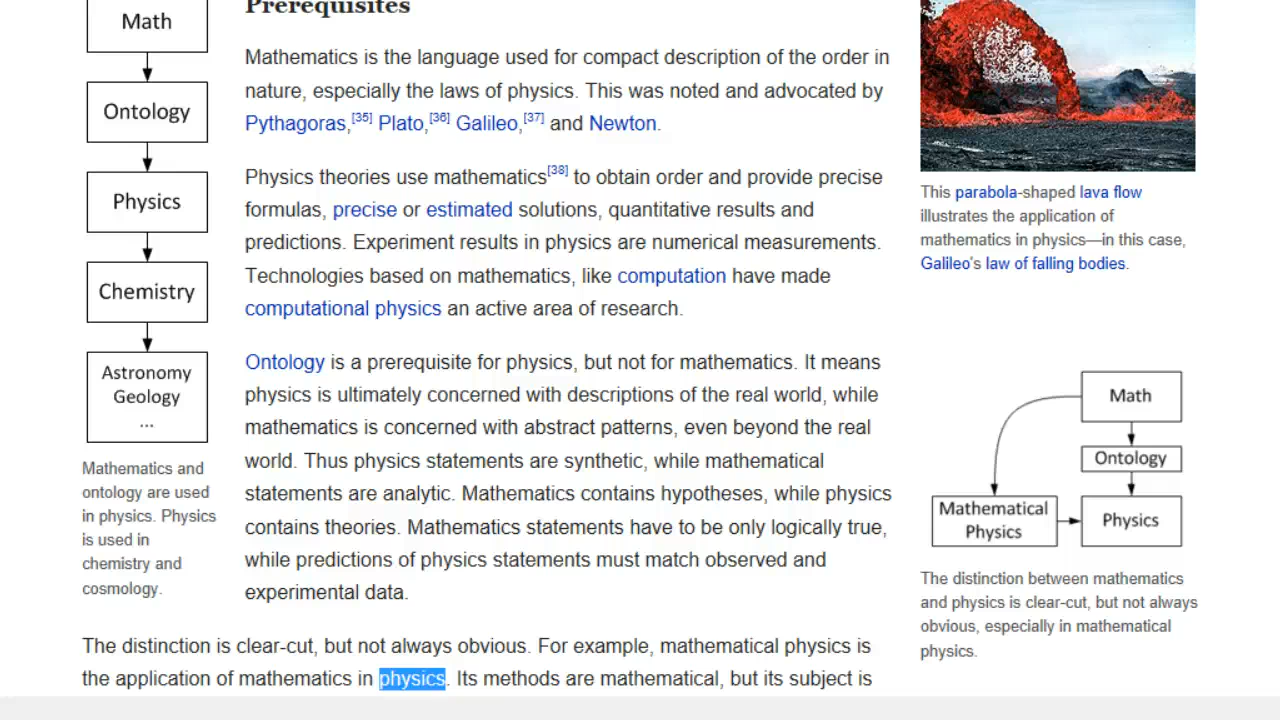 Math
Ontology
Physics
Chemistry
Astronomy
Geology
...
Mathematics and
ontology are used
in physics. Physics
is used in
chemistry and
cosmology.
Prerequisites
Mathematics is the language used for compact description of the order in
nature, especially the laws of physics. This was noted and advocated by
Pythagoras,[35] Plato,[36] Galileo,[37] and Newton.
Physics theories use mathematics[38] to obtain order and provide precise
formulas, precise or estimated solutions, quantitative results and
predictions. Experiment results in physics are numerical measurements.
Technologies based on mathematics, like computation have made
computational physics an active area of research.
Ontology is a prerequisite for physics, but not for mathematics. It means
physics is ultimately concerned with descriptions of the real world, while
mathematics is concerned with abstract patterns, even beyond the real
world. Thus physics statements are synthetic, while mathematical
statements are analytic. Mathematics contains hypotheses, while physics
contains theories. Mathematics statements have to be only logically true,
while predictions of physics statements must match observed and
experimental data.
The distinction is clear-cut, but not always obvious. For example, mathematical physics is
the application of mathematics in physics. Its methods are mathematical, but its subject is
This parabola-shaped lava flow
illustrates the application of
mathematics in physics—in this case,
Galileo's law of falling bodies.
Math
Ontology
Mathematical
Physics
Physics
The distinction between mathematics
and physics is clear-cut, but not always
obvious, especially in mathematical
physics.